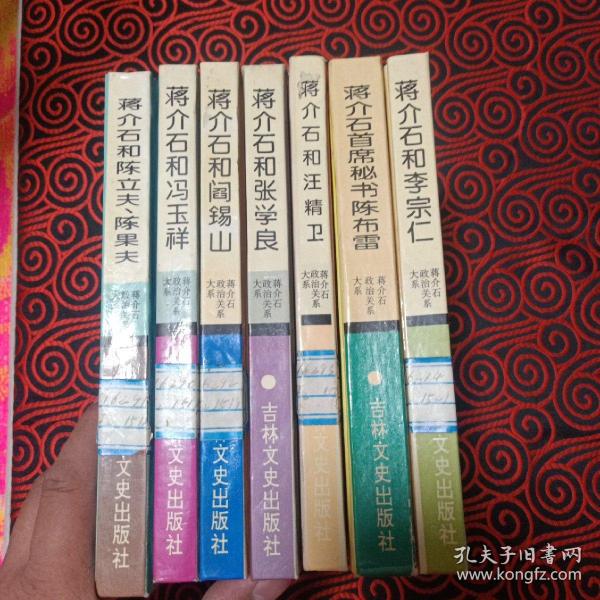 蒋介石和陈立夫、陈果夫
蒋介石
政治关系
大系
文史出版社
蒋介石和冯玉祥
蒋介石
政治关系
大系
文史出版社
蒋介石和阎錫山
蒋介石
政治关系
大系
文史出版社
蒋介石和张学良
蒋介石
政治关系
大系
吉林文史出版社
蒋介石和汪精卫
蒋介石
政治关系
大系
文史出版社
蒋介石首席秘书陈布雷
蒋介石
政治关系
大系
吉林文史出版社
蒋介石和李宗仁
蒋介石
政治关系
大系
文史出版社
孔夫子旧书网
www.kongfz.com